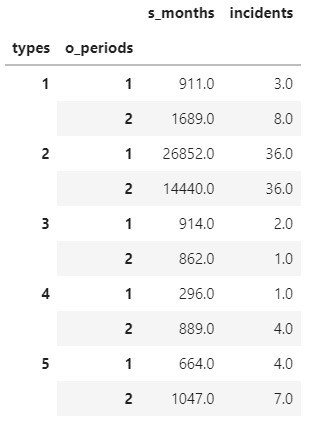 s_months incidents
types o_periods
1 1 911.0 3.0
2 1689.0 8.0
2 1 26852.0 36.0
2 14440.0 36.0
3 1 914.0 2.0
2 862.0 1.0
4 1 296.0 1.0
2 889.0 4.0
5 1 664.0 4.0
2 1047.0 7.0